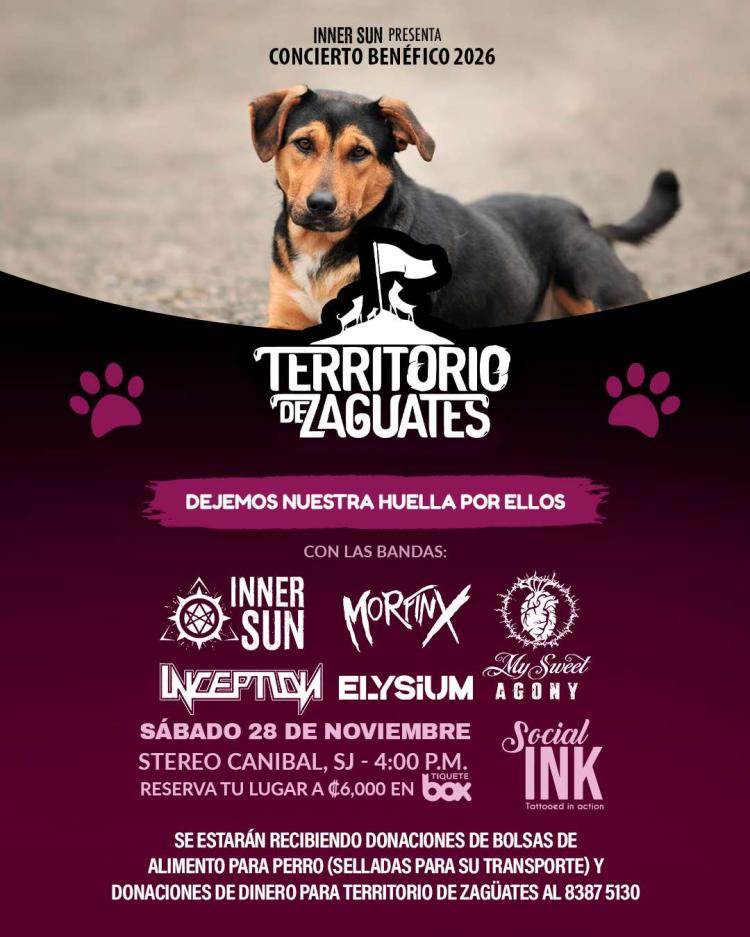 INNER SUN PRESENTA
CONCIERTO BENÉFICO 2026
TERRITORIO
DE ZAGUATES
DEJEMOS NUESTRA HUELLA POR ELLOS
CON LAS BANDAS:
INNER
SUN
MORFINX
My Sweet
AGONY
INCEPTION
ELYSiUM
SÁBADO 28 DE NOVIEMBRE
STEREO CANIBAL, SJ - 4:00 P.M.
RESERVA TU LUGAR A ₡6,000 EN
TIQUETE
box
Social
INK
Tattooed in action
SE ESTARÁN RECIBIENDO DONACIONES DE BOLSAS DE
ALIMENTO PARA PERRO (SELLADAS PARA SU TRANSPORTE) Y
DONACIONES DE DINERO PARA TERRITORIO DE ZAGÜATES AL 8387 5130